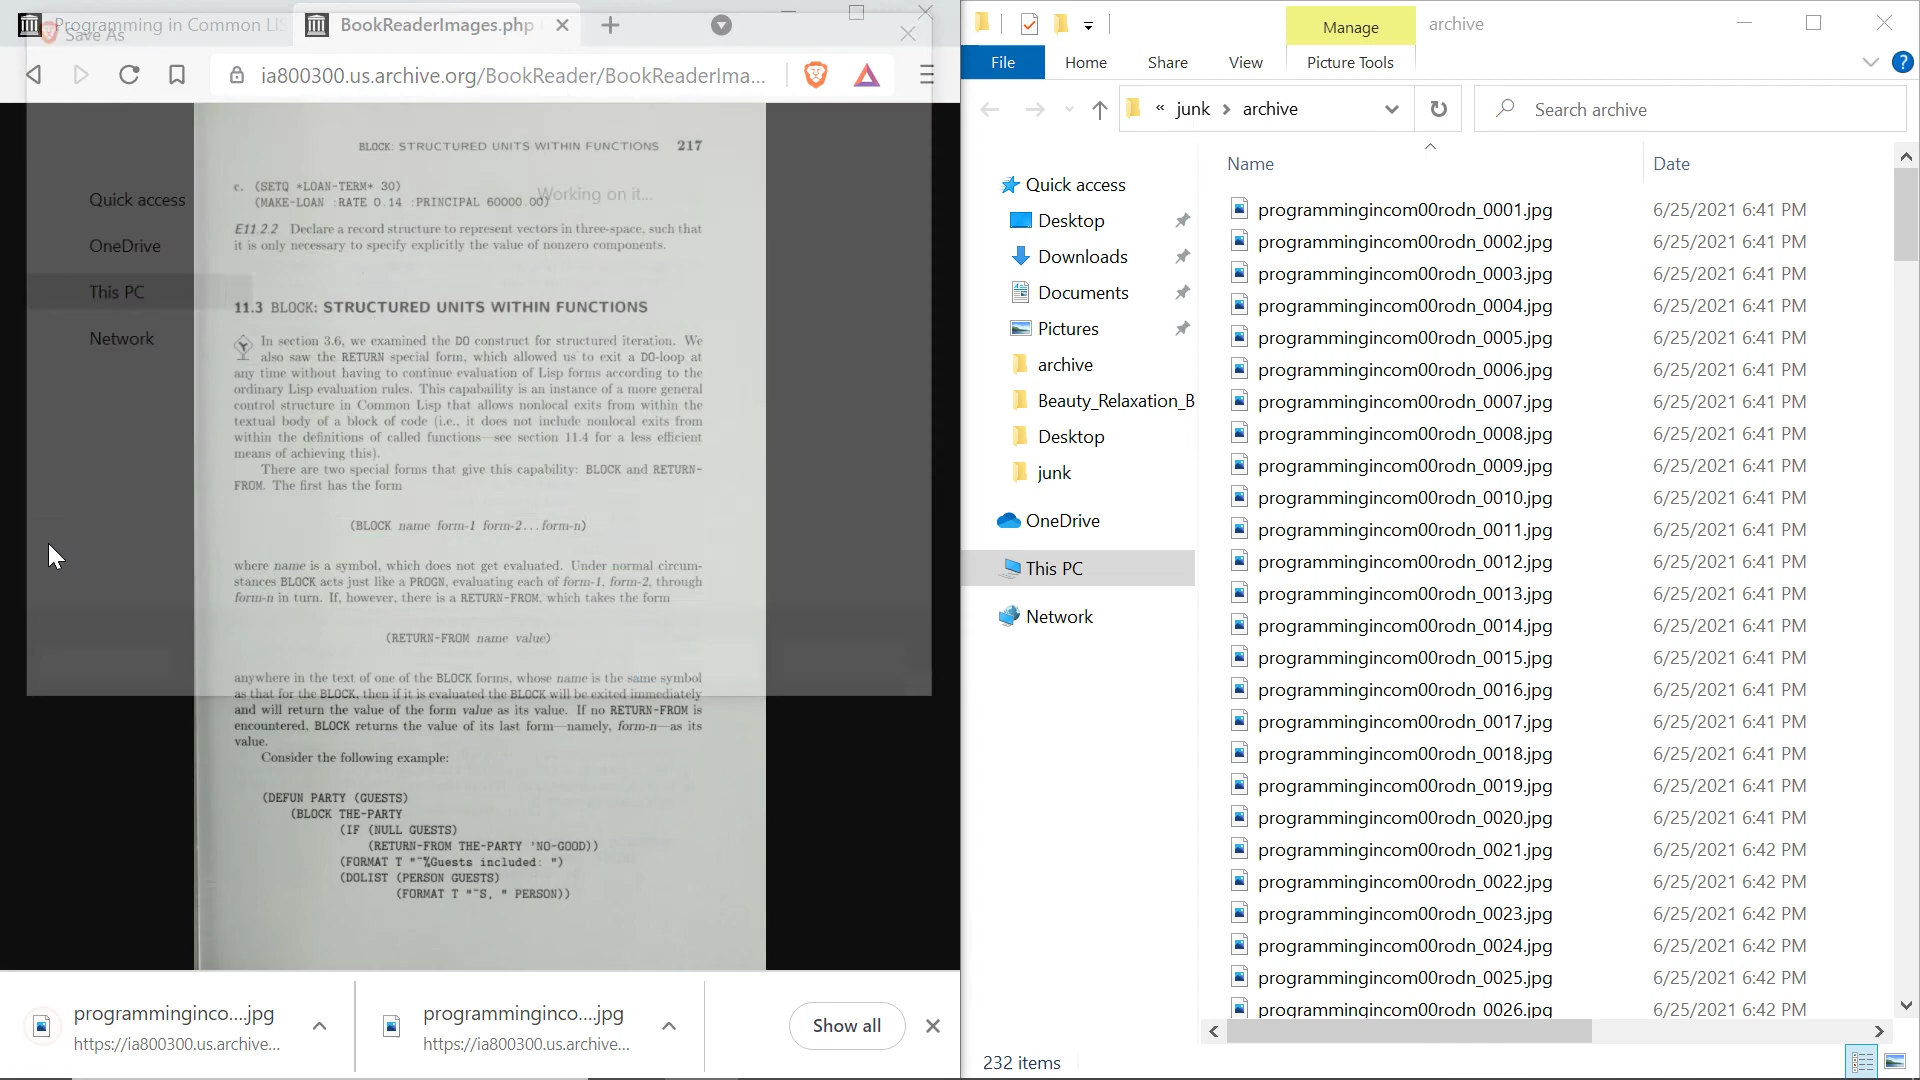 Programming in Common LIS
BookReaderImages.php
Save As
ia800300.us.archive.org/BookReader/BookReaderIma...
Quick access
OneDrive
This PC
Network
Working on it...
BLOCK: STRUCTURED UNITS WITHIN FUNCTIONS 217
c. (SETQ *LOAN-TERM* 30)
(MAKE-LOAN :RATE 0.14 :PRINCIPAL 60000.00)
E11.2.2 Declare a record structure to represent vectors in three-space, such that
it is only necessary to specify explicitly the value of nonzero components.
11.3 BLOCK: STRUCTURED UNITS WITHIN FUNCTIONS
In section 3.6, we examined the DO construct for structured iteration. We
also saw the RETURN special form, which allowed us to exit a DO-loop at
any time without having to continue evaluation of Lisp forms according to the
ordinary Lisp evaluation rules. This capabaility is an instance of a more general
control structure in Common Lisp that allows nonlocal exits from within the
textual body of a block of code (i.e., it does not include nonlocal exits from
within the definitions of called functions—see section 11.4 for a less efficient
means of achieving this).
There are two special forms that give this capability: BLOCK and RETURN-
FROM. The first has the form
(BLOCK name form-1 form-2...form-n)
where name is a symbol, which does not get evaluated. Under normal circum-
stances BLOCK acts just like a PROGN, evaluating each of form-1, form-2, through
form-n in turn. If, however, there is a RETURN-FROM, which takes the form
(RETURN-FROM name value)
anywhere in the text of one of the BLOCK forms, whose name is the same symbol
as that for the BLOCK, then if it is evaluated the BLOCK will be exited immediately
and will return the value of the form value as its value. If no RETURN-FROM is
encountered, BLOCK returns the value of its last form—namely, form-n—as its
value.
Consider the following example:
(DEFUN PARTY (GUESTS)
(BLOCK THE-PARTY
(IF (NULL GUESTS)
(RETURN-FROM THE-PARTY 'NO-GOOD))
(FORMAT T "~%Guests included: ")
(DOLIST (PERSON GUESTS)
(FORMAT T "~S, " PERSON))
programminginco....jpg
https://ia800300.us.archive...
programminginco....jpg
https://ia800300.us.archive...
Show all
Manage
archive
File
Home
Share
View
Picture Tools
« junk > archive
Search archive
Quick access
Desktop
Downloads
Documents
Pictures
archive
Beauty_Relaxation_B
Desktop
junk
OneDrive
This PC
Network
Name Date
programmingincom00rodn_0001.jpg 6/25/2021 6:41 PM
programmingincom00rodn_0002.jpg 6/25/2021 6:41 PM
programmingincom00rodn_0003.jpg 6/25/2021 6:41 PM
programmingincom00rodn_0004.jpg 6/25/2021 6:41 PM
programmingincom00rodn_0005.jpg 6/25/2021 6:41 PM
programmingincom00rodn_0006.jpg 6/25/2021 6:41 PM
programmingincom00rodn_0007.jpg 6/25/2021 6:41 PM
programmingincom00rodn_0008.jpg 6/25/2021 6:41 PM
programmingincom00rodn_0009.jpg 6/25/2021 6:41 PM
programmingincom00rodn_0010.jpg 6/25/2021 6:41 PM
programmingincom00rodn_0011.jpg 6/25/2021 6:41 PM
programmingincom00rodn_0012.jpg 6/25/2021 6:41 PM
programmingincom00rodn_0013.jpg 6/25/2021 6:41 PM
programmingincom00rodn_0014.jpg 6/25/2021 6:41 PM
programmingincom00rodn_0015.jpg 6/25/2021 6:41 PM
programmingincom00rodn_0016.jpg 6/25/2021 6:41 PM
programmingincom00rodn_0017.jpg 6/25/2021 6:41 PM
programmingincom00rodn_0018.jpg 6/25/2021 6:41 PM
programmingincom00rodn_0019.jpg 6/25/2021 6:41 PM
programmingincom00rodn_0020.jpg 6/25/2021 6:41 PM
programmingincom00rodn_0021.jpg 6/25/2021 6:42 PM
programmingincom00rodn_0022.jpg 6/25/2021 6:42 PM
programmingincom00rodn_0023.jpg 6/25/2021 6:42 PM
programmingincom00rodn_0024.jpg 6/25/2021 6:42 PM
programmingincom00rodn_0025.jpg 6/25/2021 6:42 PM
programmingincom00rodn_0026.jpg 6/25/2021 6:42 PM
232 items